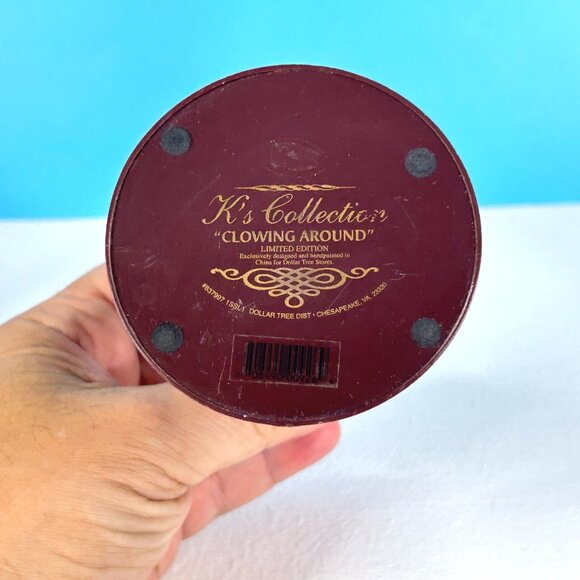 K's Collection
"CLOWING AROUND"
LIMITED EDITION
Exclusively designed and handpainted in
China for Dollar Tree Stores.
DOLLAR TREE DIST • CHESAPEAKE, VA. 23320